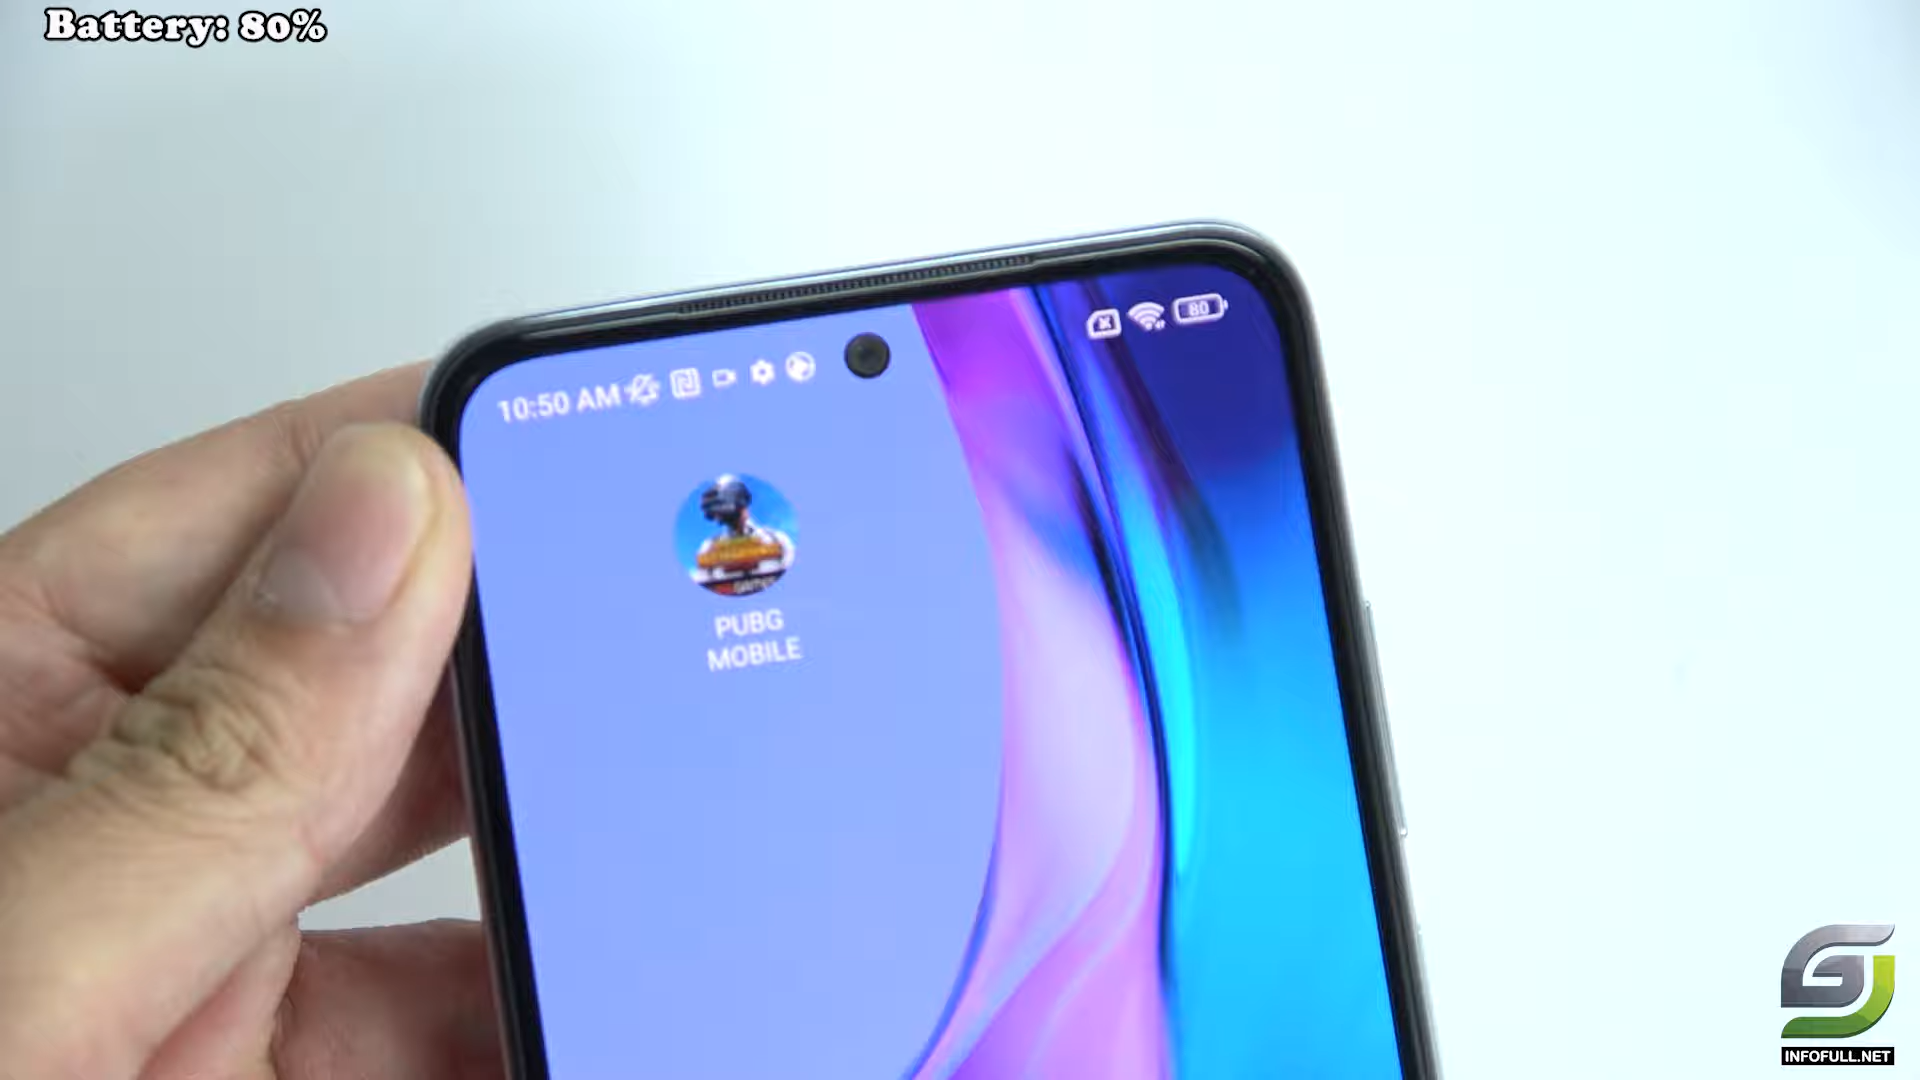 Battery: 80%
10:50 AM
80
PUBG
MOBILE
INFOFULL.NET